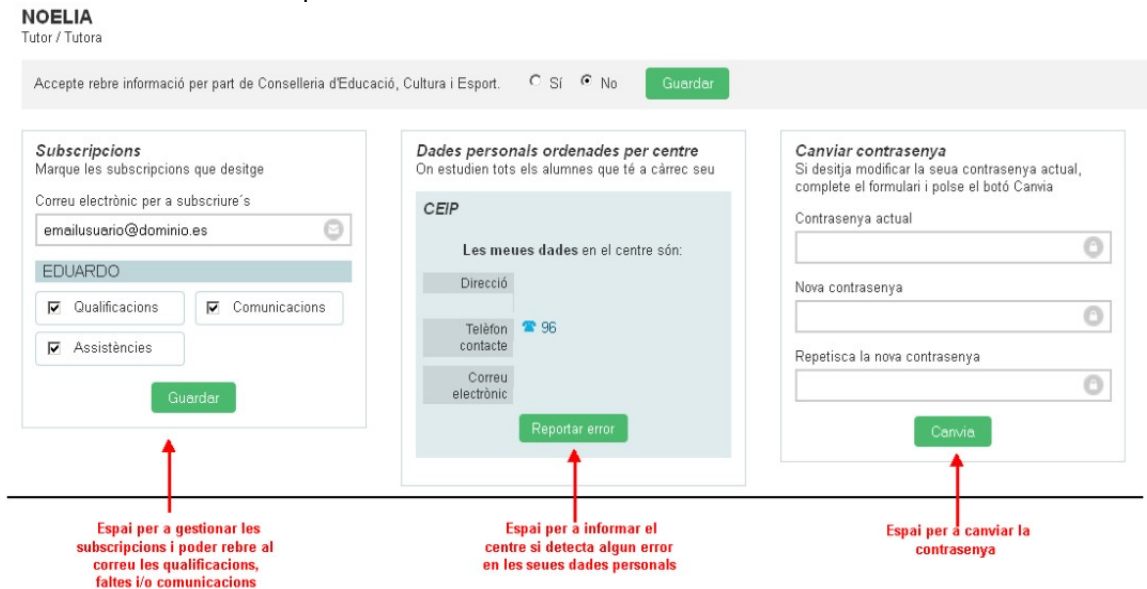 NOELIA
Tutor / Tutora
Accepte rebre informació per part de Conselleria d'Educació, Cultura i Esport. Sí No Guardar
Subscripcions
Marque les subscripcions que desitge
Correu electrònic per a subscriure´s
emailusuario@dominio.es
EDUARDO
Qualificacions Comunicacions
Assistències
Guardar
Dades personals ordenades per centre
On estudien tots els alumnes que té a càrrec seu
CEIP
Les meues dades en el centre són:
Direcció
Telèfon 96
contacte
Correu
electrònic
Reportar error
Canviar contrasenya
Si desitja modificar la seua contrasenya actual,
complete el formulari i polse el botó Canvia
Contrasenya actual
Nova contrasenya
Repetisca la nova contrasenya
Canvia
Espai per a gestionar les
subscripcions i poder rebre al
correu les qualificacions,
faltes i/o comunicacions
Espai per a informar el
centre si detecta algun error
en les seues dades personals
Espai per a canviar la
contrasenya